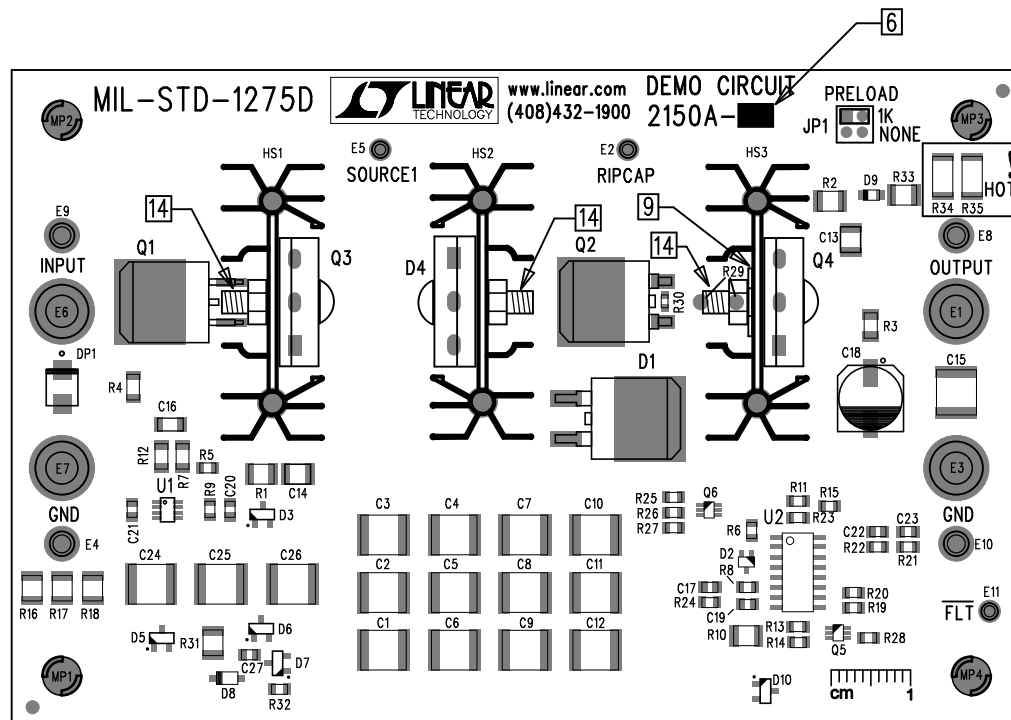 6
MIL-STD-1275D
LINEAR
TECHNOLOGY
www.linear.com
(408)432-1900
DEMO CIRCUIT
2150A-
PRELOAD
JP1
1K
NONE
MP2
MP3
E5
SOURCE1
E2
RIPCAP
HS1
HS2
HS3
R2
D9
R33
HOT
R34
R35
E9
INPUT
14
Q1
Q3
D4
14
Q2
9
14
R29
Q4
C13
E8
OUTPUT
E6
R30
E1
R3
DP1
R4
D1
C18
C15
C16
R12
R7
R5
E7
E3
U1
R9
C20
R1
C14
C21
D3
GND
E4
C3
C4
C7
C10
R25
R26
R27
Q6
R6
R11
R15
R23
U2
C22
C23
R22
R21
GND
E10
C24
C25
C26
C2
C5
C8
C11
D2
R8
C17
R24
C19
R20
R19
E11
FLT
R16
R17
R18
D5
R31
D6
C27
D7
D8
R32
C1
C6
C9
C12
R10
R13
R14
Q5
R28
MP1
D10
cm
1
MP4